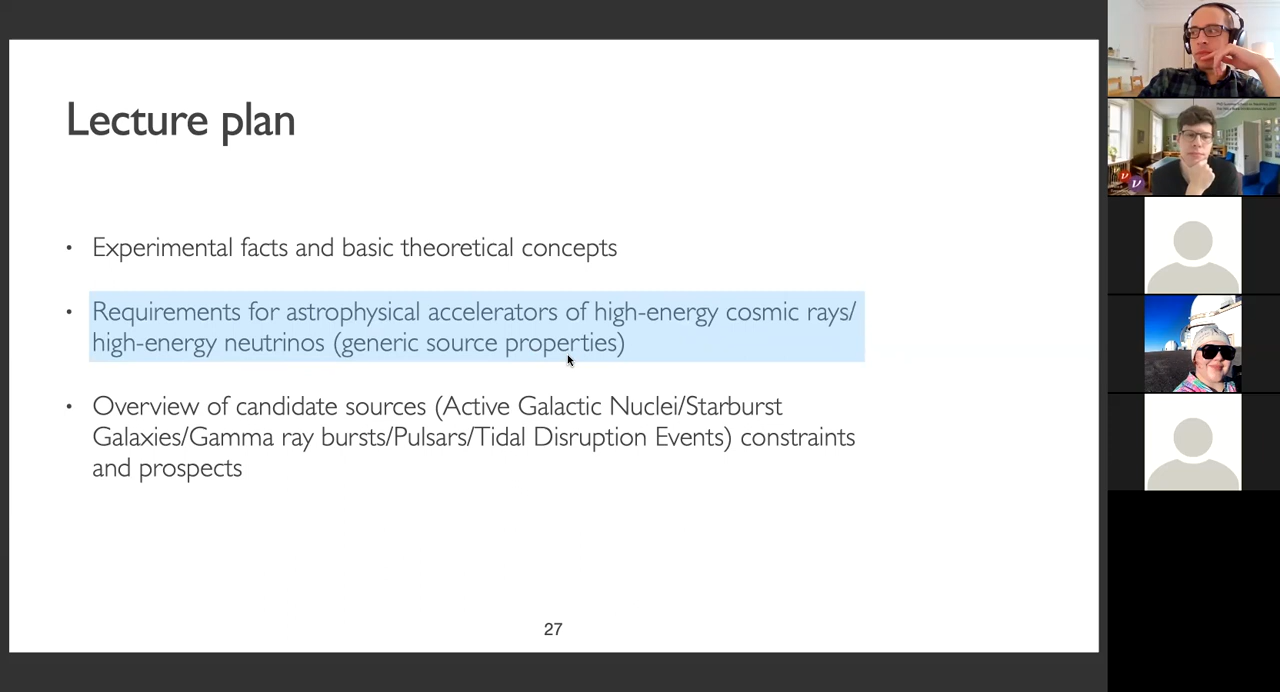 Lecture plan
• Experimental facts and basic theoretical concepts
• Requirements for astrophysical accelerators of high-energy cosmic rays/
high-energy neutrinos (generic source properties)
• Overview of candidate sources (Active Galactic Nuclei/Starburst
Galaxies/Gamma ray bursts/Pulsars/Tidal Disruption Events) constraints
and prospects
27